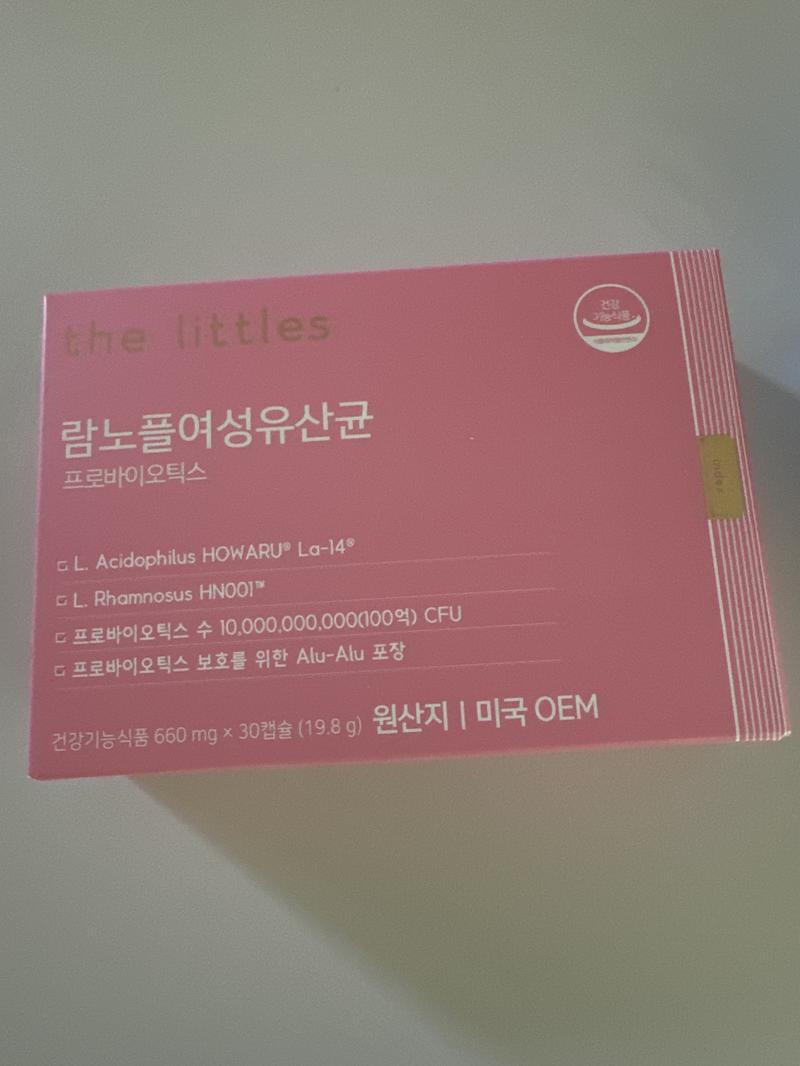 the littles
건강
기능식품
람노플여성유산균
프로바이오틱스
L. Acidophilus HOWARU® La-14®
L. Rhamnosus HN001™
프로바이오틱스 수 10,000,000,000(100억) CFU
프로바이오틱스 보호를 위한 Alu-Alu 포장
건강기능식품 660 mg × 30캡슐 (19.8 g) 원산지 | 미국 OEM